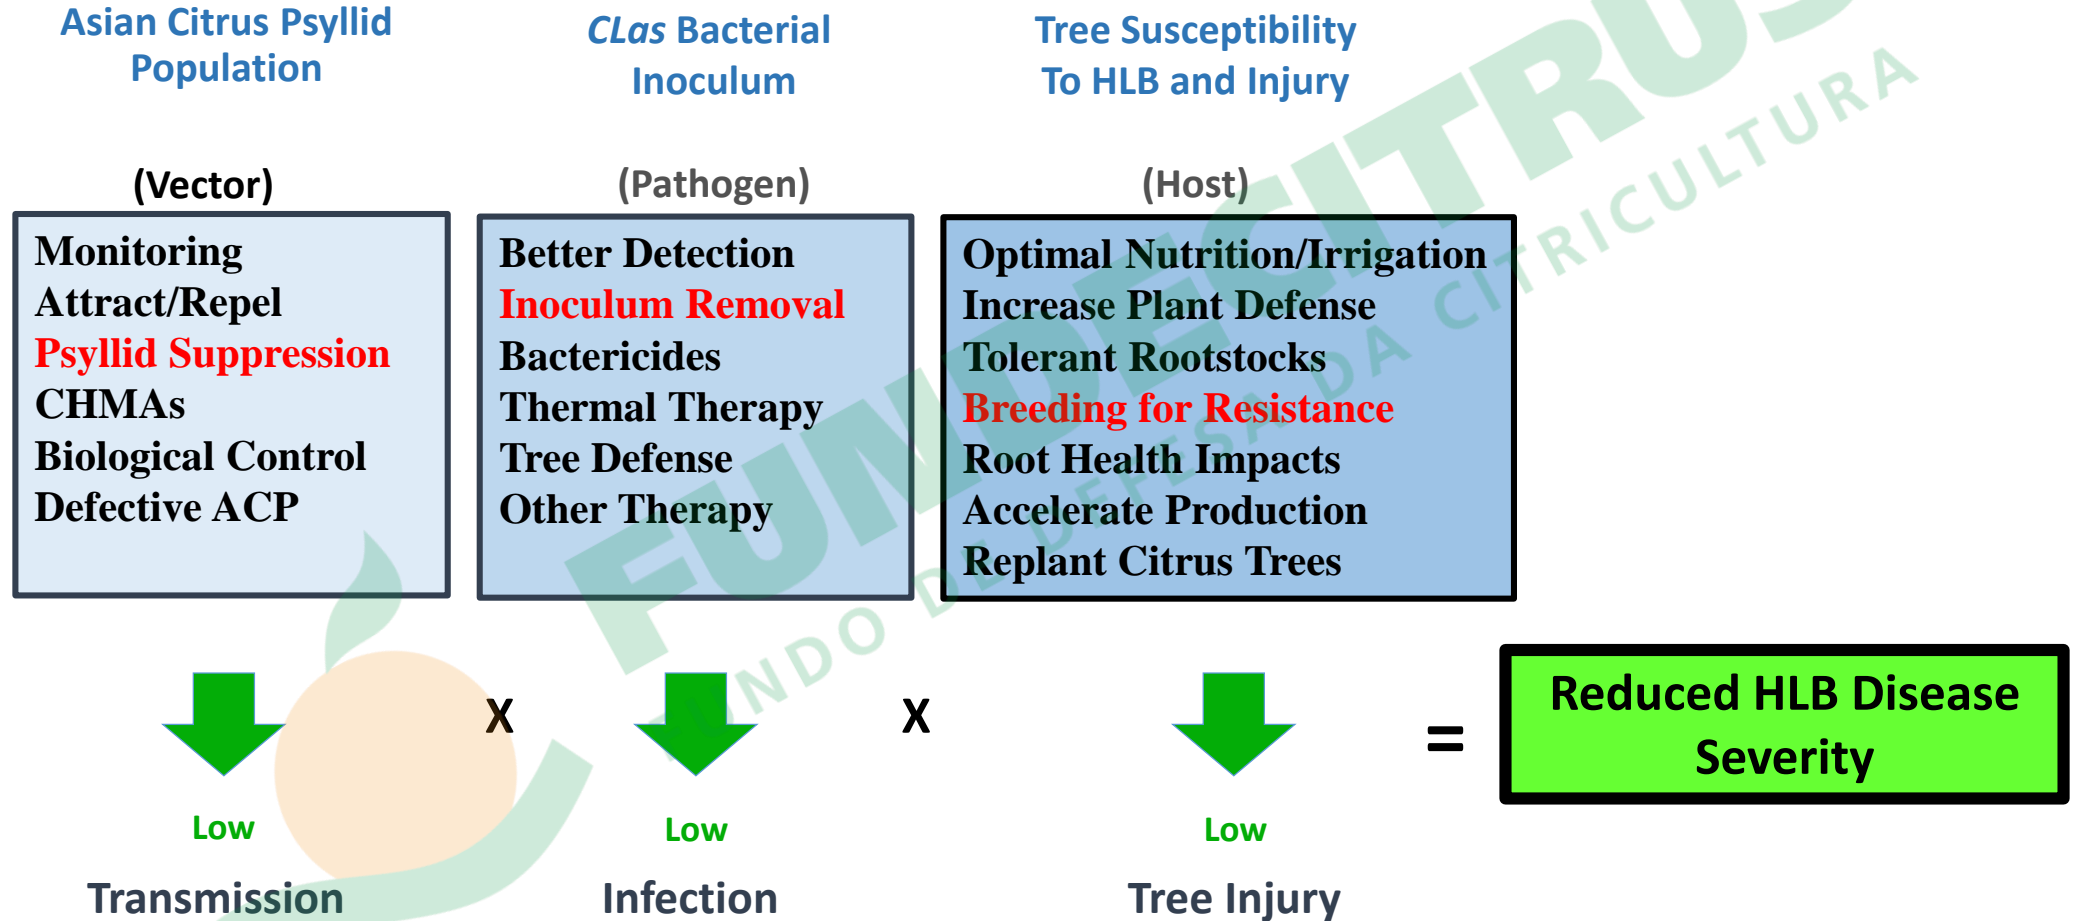 Asian Citrus Psyllid
Population
CLas Bacterial
Inoculum
Tree Susceptibility
To HLB and Injury
(Vector)
(Pathogen)
(Host)
Monitoring
Attract/Repel
Psyllid Suppression
CHMAs
Biological Control
Defective ACP
Better Detection
Inoculum Removal
Bactericides
Thermal Therapy
Tree Defense
Other Therapy
Optimal Nutrition/Irrigation
Increase Plant Defense
Tolerant Rootstocks
Breeding for Resistance
Root Health Impacts
Accelerate Production
Replant Citrus Trees
X
X
=
Reduced HLB Disease
Severity
Low
Low
Low
Transmission
Infection
Tree Injury
FUNDECITRUS
FUNDO DE DEFESA DA CITRICULTURA